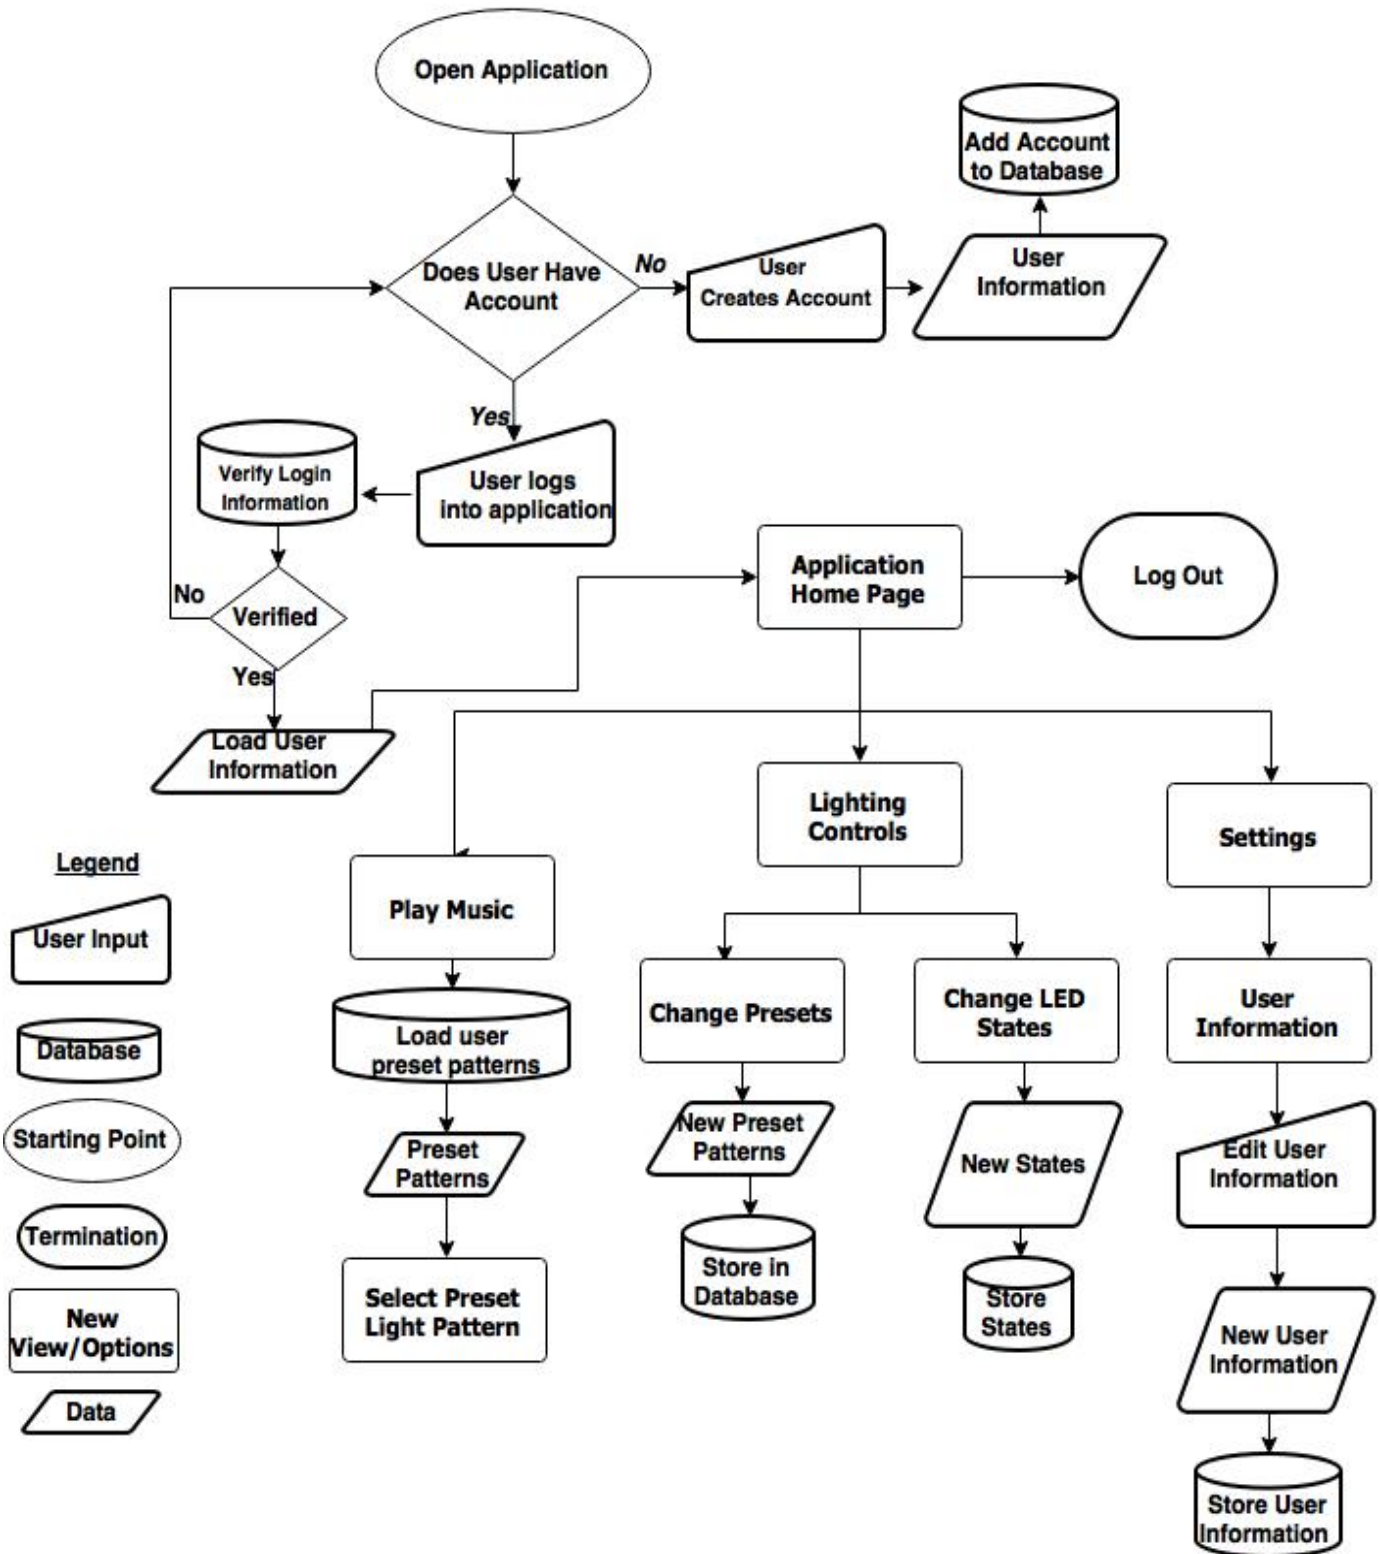 Open Application
Add Account
to Database
Does User Have
Account
No
User
Creates Account
User
Information
Yes
User logs
into application
Verify Login
Information
No
Verified
Yes
Load User
Information
Application
Home Page
Log Out
Lighting
Controls
Settings
Play Music
Load user
preset patterns
Preset
Patterns
Select Preset
Light Pattern
Change Presets
New Preset
Patterns
Store in
Database
Change LED
States
New States
Store
States
User
Information
Edit User
Information
New User
Information
Store User
Information
Legend
User Input
Database
Starting Point
Termination
New
View/Options
Data